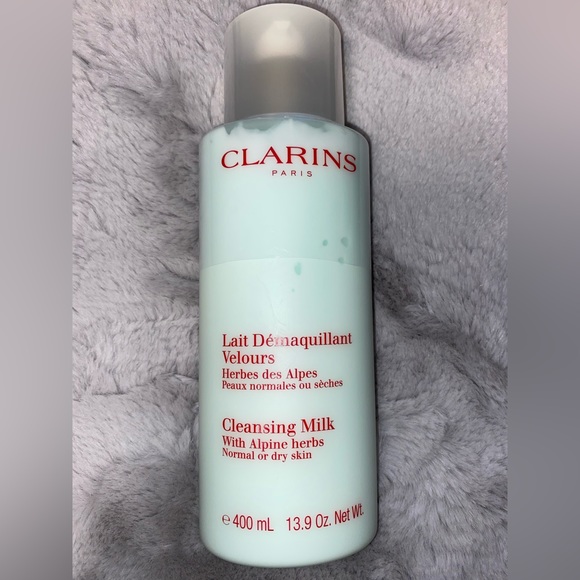 CLARINS
PARIS
Lait Démaquillant
Velours
Herbes des Alpes
Peaux normales ou sèches
Cleansing Milk
With Alpine herbs
Normal or dry skin
℮ 400 mL 13.9 Oz. Net Wt.